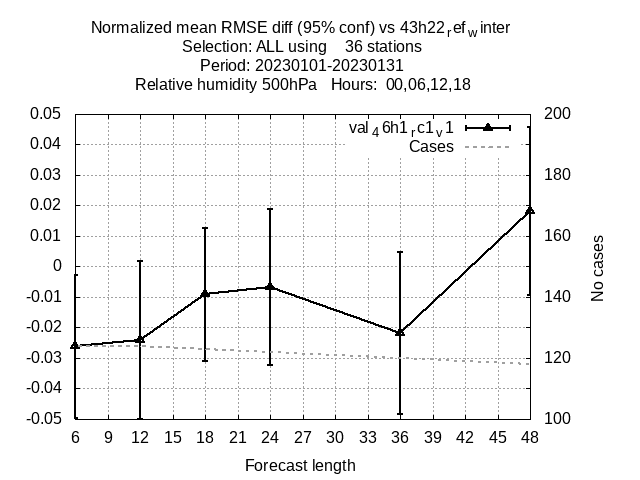 Normalized mean RMSE diff (95% conf) vs 43h22refwinter
Selection: ALL using 36 stations
Period: 20230101-20230131
Relative humidity 500hPa Hours: 00,06,12,18
val46h1rc1v1
Cases
0.05
0.04
0.03
0.02
0.01
0
-0.01
-0.02
-0.03
-0.04
-0.05
200
180
160
140
120
100
No cases
6 9 12 15 18 21 24 27 30 33 36 39 42 45 48
Forecast length